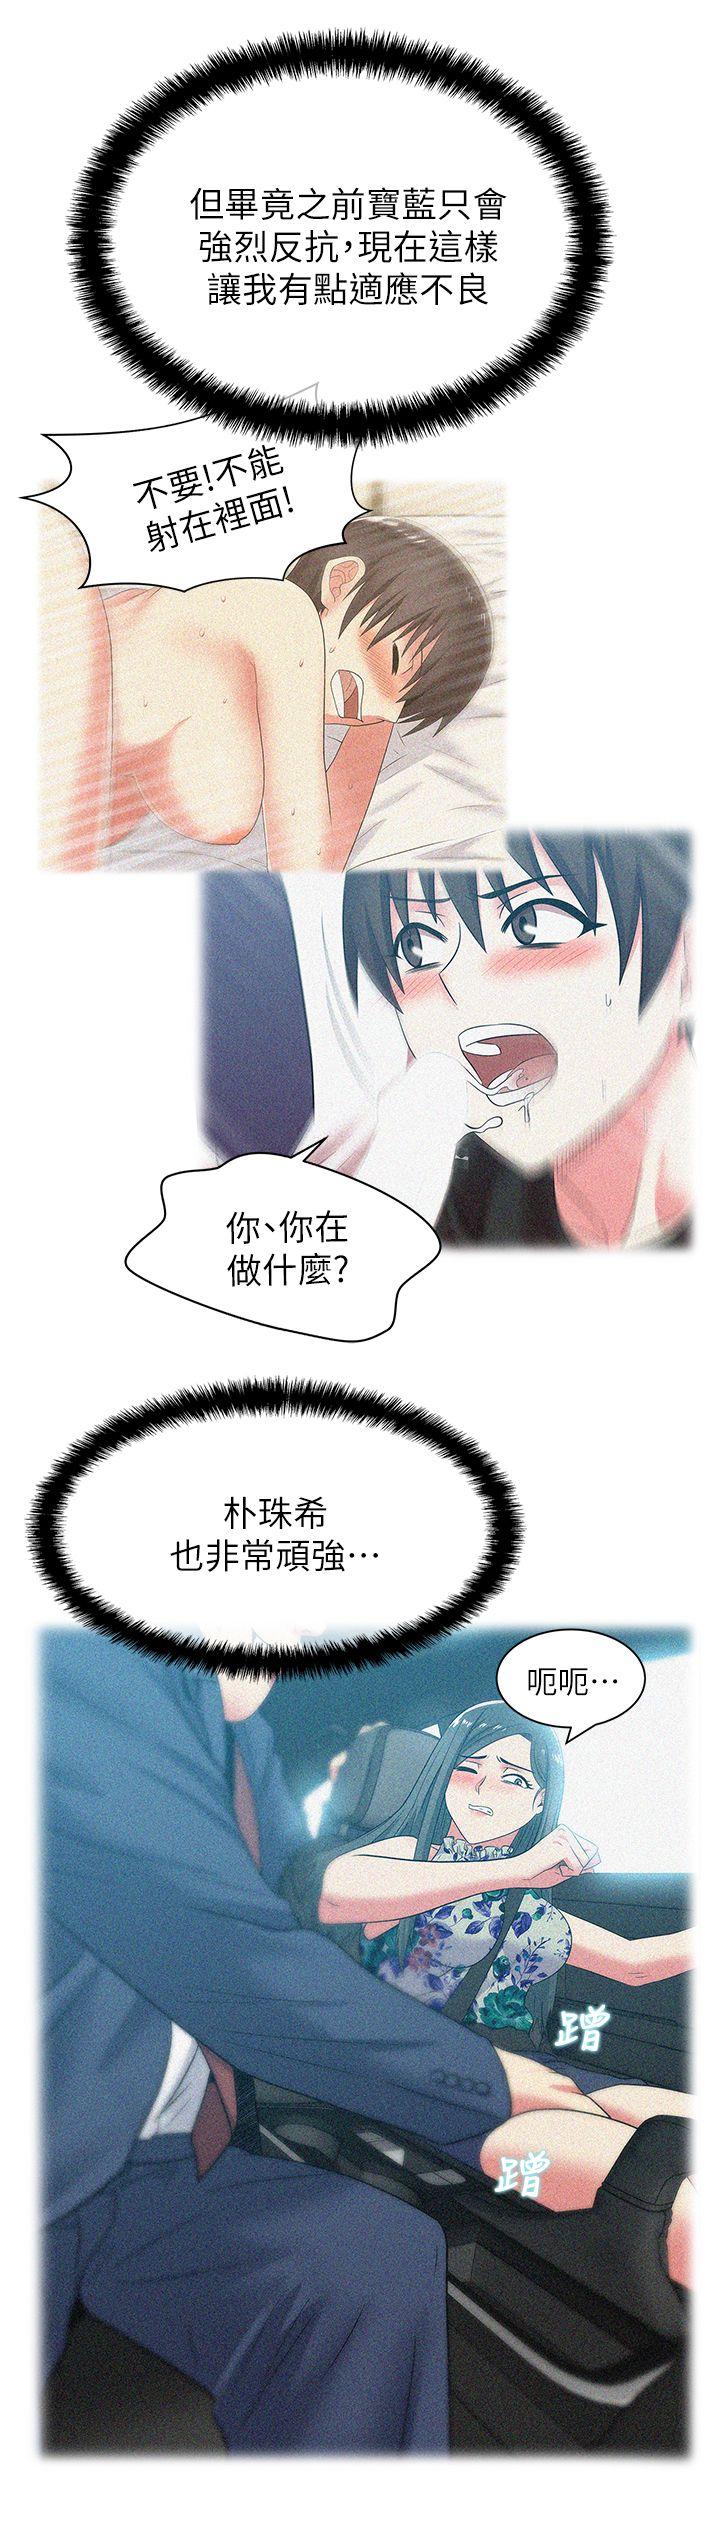 但畢竟之前寶藍只會
強烈反抗,現在這樣
讓我有點適應不良
不要!不能
射在裡面!
你、你在
做什麼?
朴珠希
也非常頑強…
呃呃…
蹭
蹭